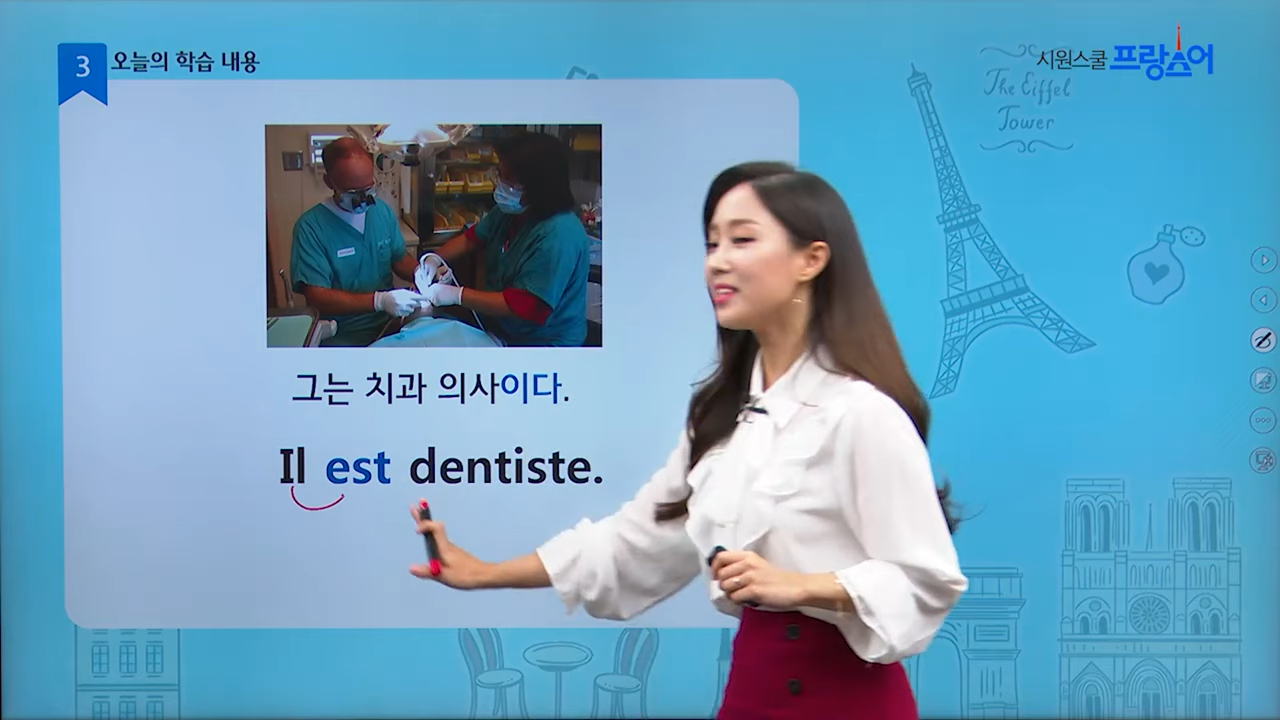 3 오늘의 학습 내용
시원스쿨 프랑스어
The Eiffel
Tower
그는 치과 의사이다.
Il est dentiste.